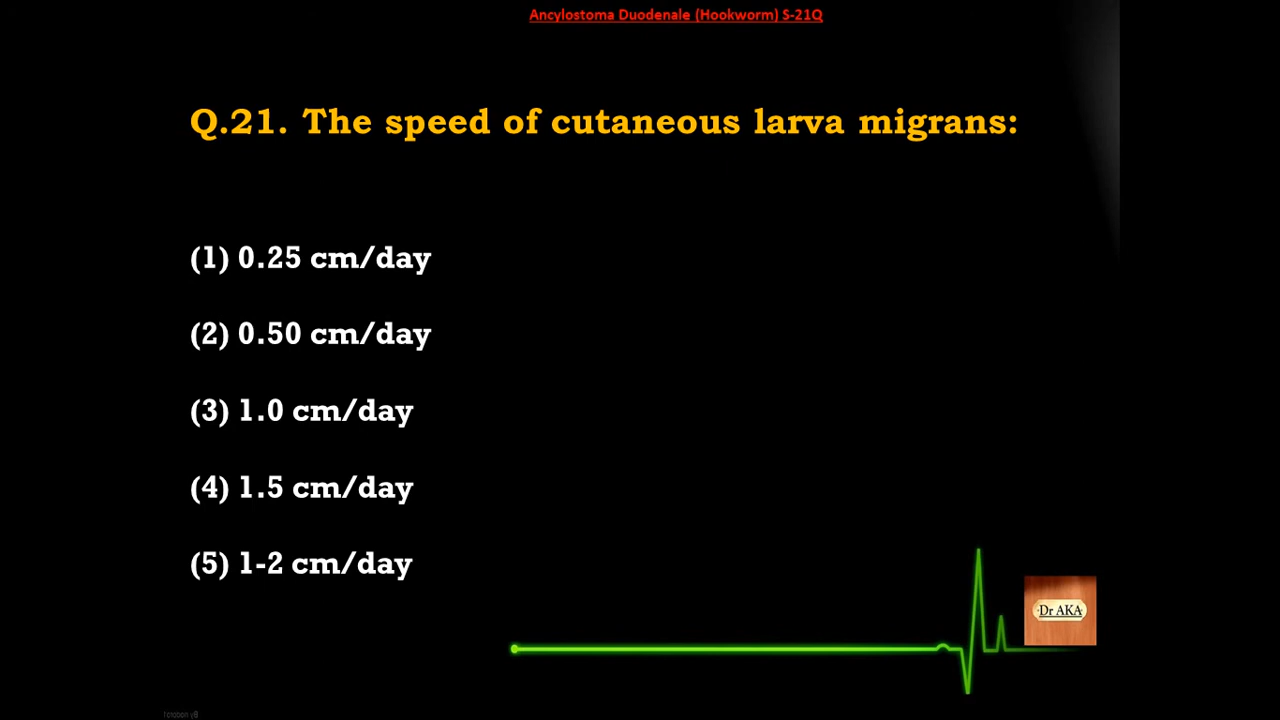 Ancylostoma Duodenale (Hookworm) S-21Q
Q.21. The speed of cutaneous larva migrans:
(1) 0.25 cm/day
(2) 0.50 cm/day
(3) 1.0 cm/day
(4) 1.5 cm/day
(5) 1-2 cm/day
Dr AKA